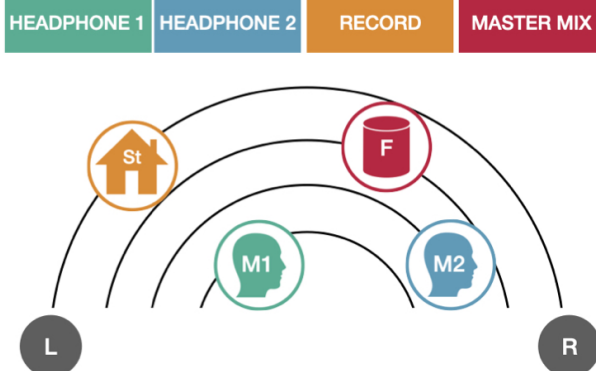 HEADPHONE 1
HEADPHONE 2
RECORD
MASTER MIX
St
F
M1
M2
L
R